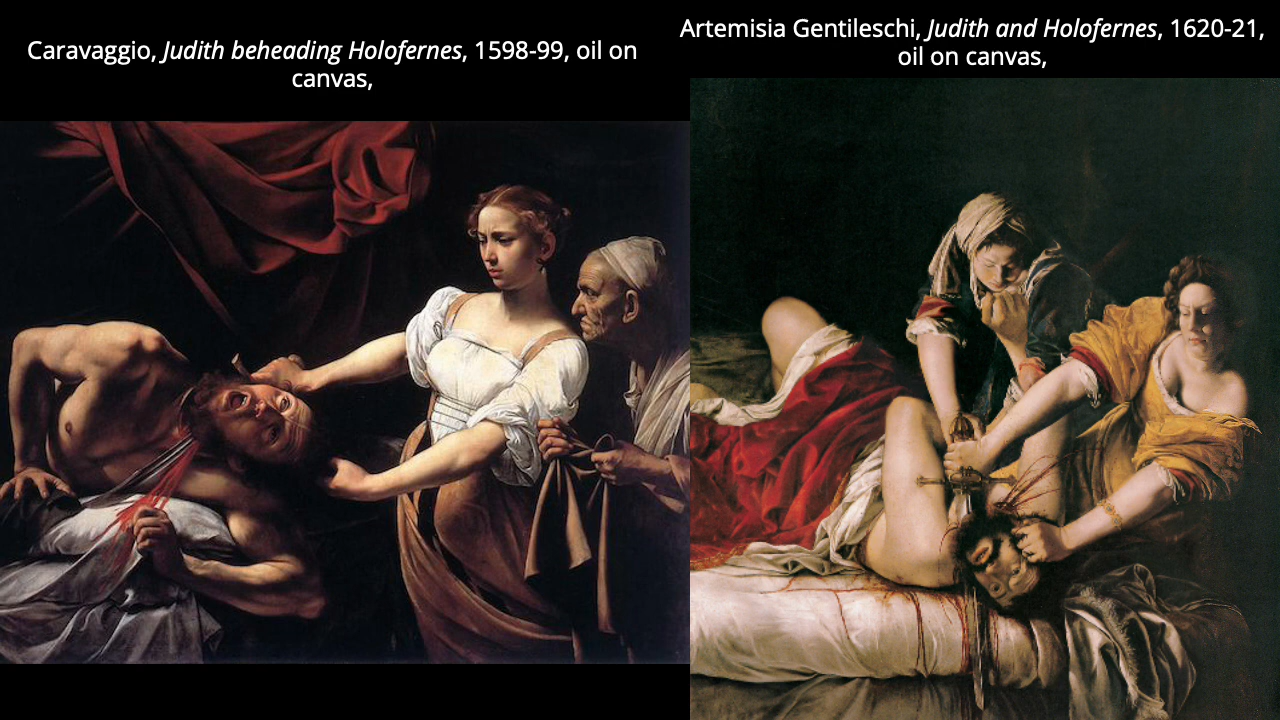 Caravaggio, Judith beheading Holofernes, 1598-99, oil on
canvas,
Artemisia Gentileschi, Judith and Holofernes, 1620-21,
oil on canvas,